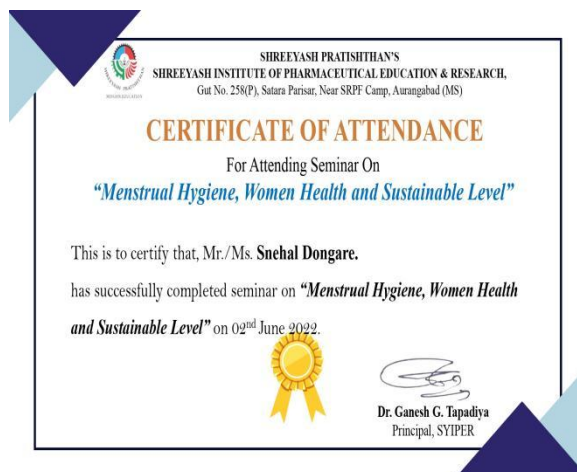 SHREEYASH PRATISHTHAN'S
SHREEYASH INSTITUTE OF PHARMACEUTICAL EDUCATION & RESEARCH,
Gut No. 258(P), Satara Parisar, Near SRPF Camp, Aurangabad (MS)
CERTIFICATE OF ATTENDANCE
For Attending Seminar On
“Menstrual Hygiene, Women Health and Sustainable Level”
This is to certify that, Mr./Ms. Snehal Dongare.
has successfully completed seminar on “Menstrual Hygiene, Women Health
and Sustainable Level” on 02nd June 2022.
Dr. Ganesh G. Tapadiya
Principal, SYIPER